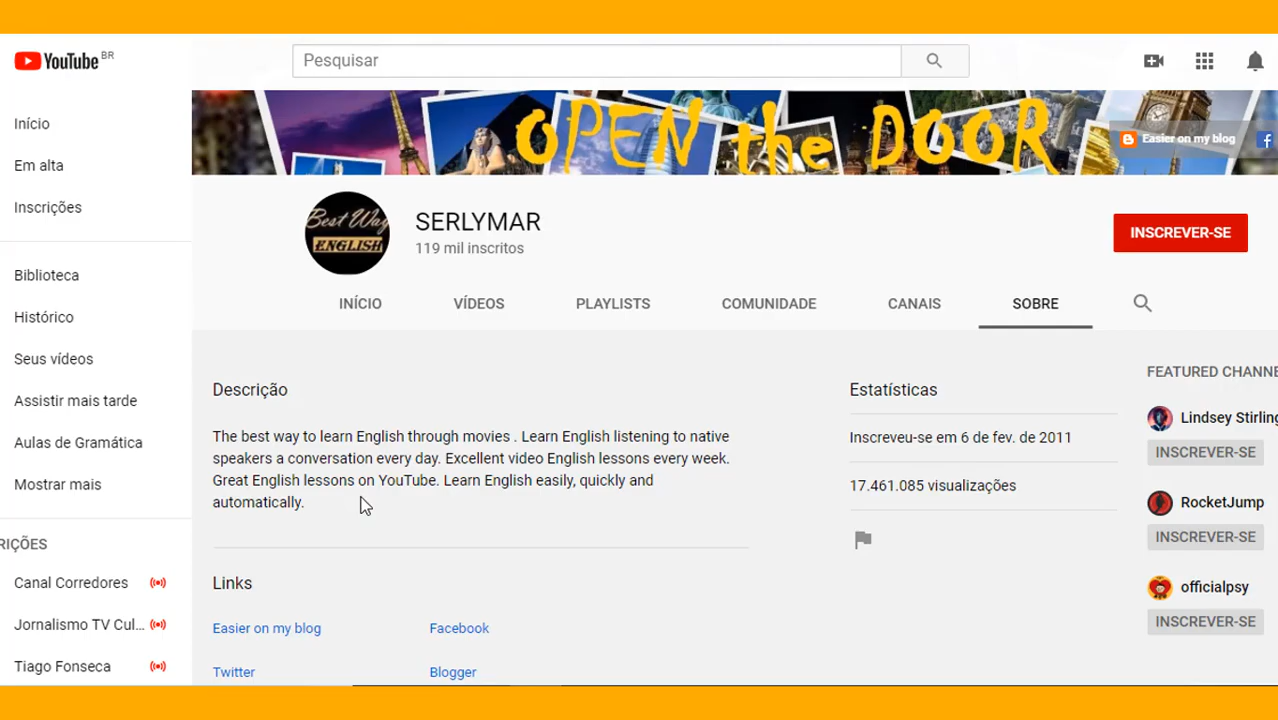 YouTube BR
Pesquisar
Início
Em alta
Inscrições
Biblioteca
Histórico
Seus vídeos
Assistir mais tarde
Aulas de Gramática
Mostrar mais
RIÇÕES
Canal Corredores
Jornalismo TV Cul...
Tiago Fonseca
OPEN the DOOR
Easier on my blog
Best Way
ENGLISH
SERLYMAR
119 mil inscritos
INSCREVER-SE
INÍCIO VÍDEOS PLAYLISTS COMUNIDADE CANAIS SOBRE
Descrição
The best way to learn English through movies . Learn English listening to native
speakers a conversation every day. Excellent video English lessons every week.
Great English lessons on YouTube. Learn English easily, quickly and
automatically.
Links
Easier on my blog Facebook
Twitter Blogger
Estatísticas
Inscreveu-se em 6 de fev. de 2011
17.461.085 visualizações
FEATURED CHANNE
Lindsey Stirling
INSCREVER-SE
RocketJump
INSCREVER-SE
officialpsy
INSCREVER-SE